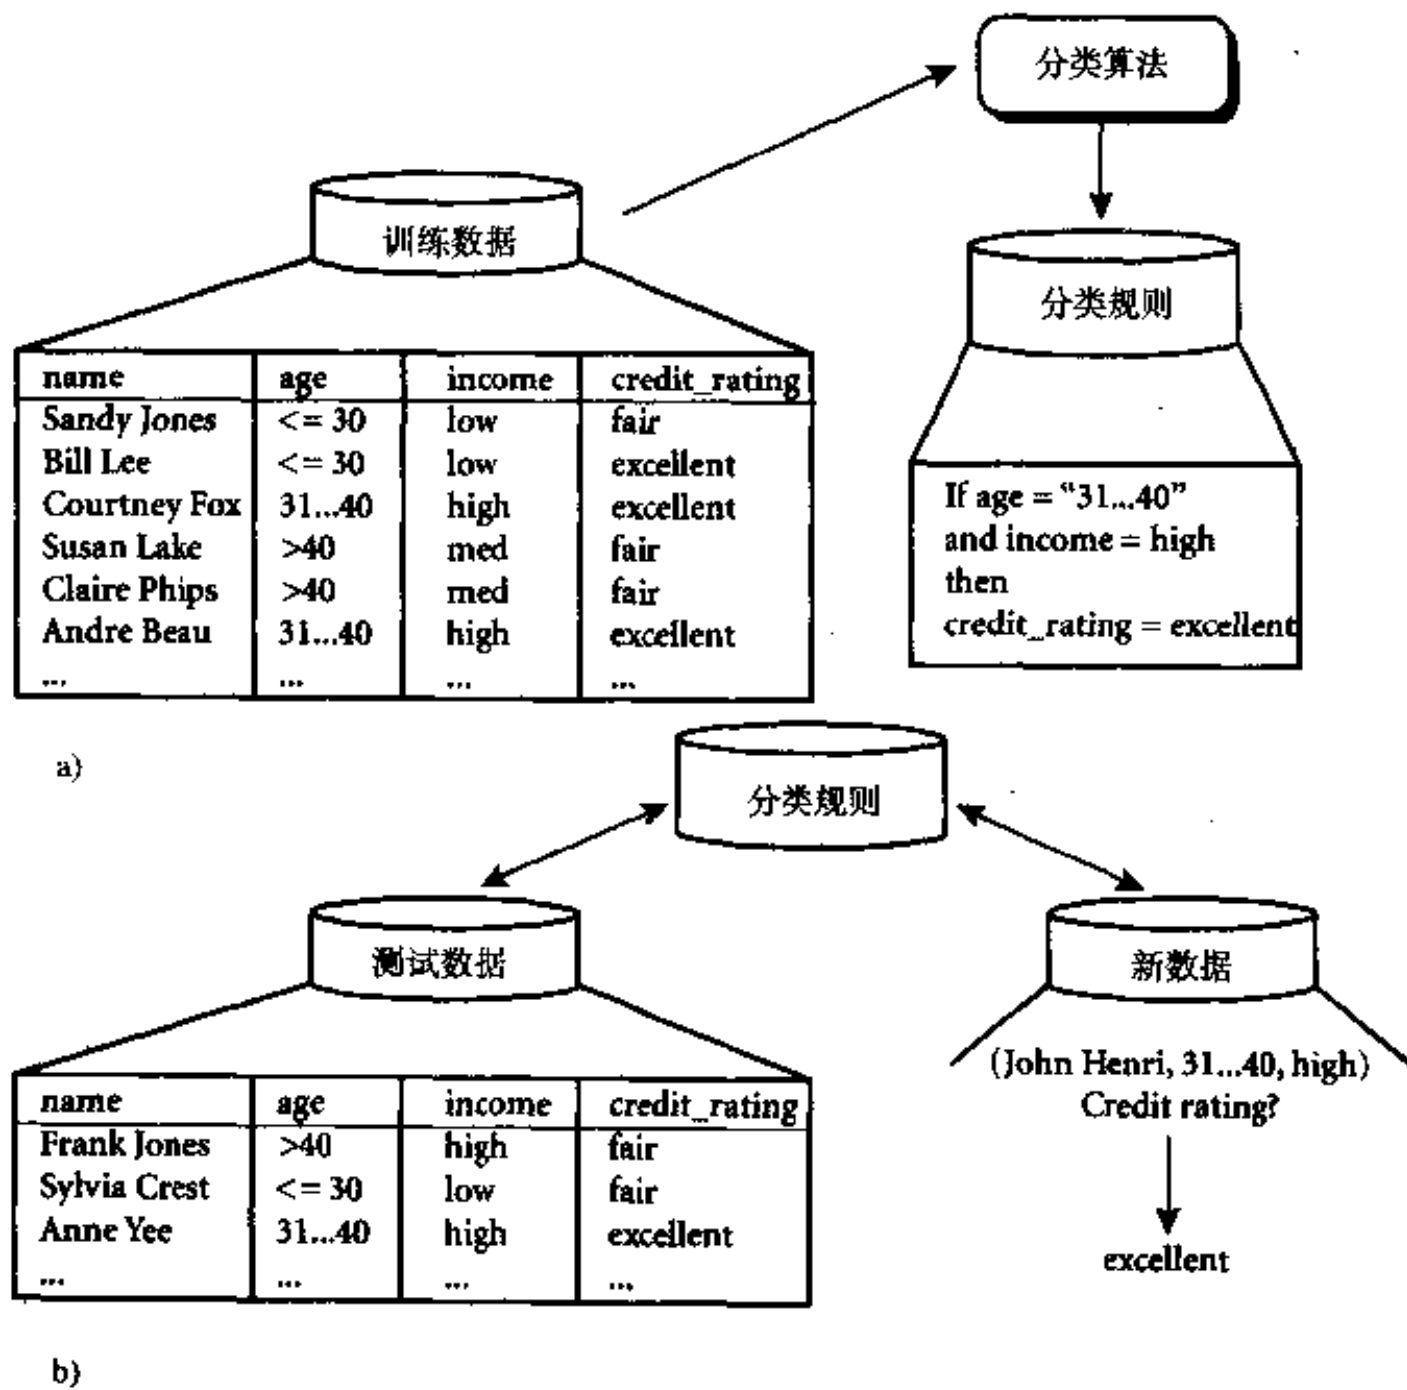 分类算法
训练数据
分类规则
name age income credit_rating
Sandy Jones <= 30 low fair
Bill Lee <= 30 low excellent
Courtney Fox 31...40 high excellent
Susan Lake >40 med fair
Claire Phips >40 med fair
Andre Beau 31...40 high excellent
... ... ... ...
If age = “31...40”
and income = high
then
credit_rating = excellent
a)
分类规则
测试数据
新数据
name age income credit_rating
Frank Jones >40 high fair
Sylvia Crest <= 30 low fair
Anne Yee 31...40 high excellent
... ... ... ...
(John Henri, 31...40, high)
Credit rating?
excellent
b)